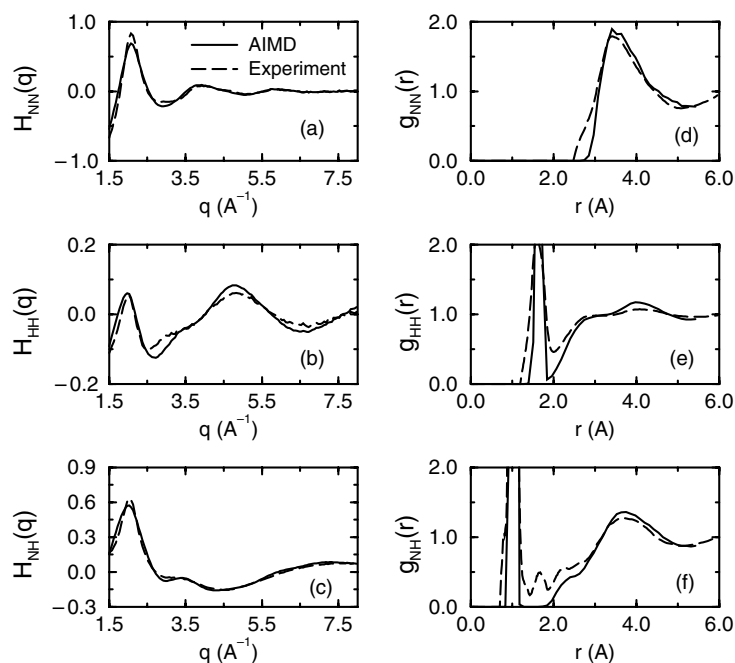 1.0
0.0
−1.0
H_NN(q)
AIMD
Experiment
(a)
1.5 3.5 5.5 7.5
q (A⁻¹)
2.0
1.0
0.0
g_NN(r)
(d)
0.0 2.0 4.0 6.0
r (A)
0.2
0.0
−0.2
H_HH(q)
(b)
1.5 3.5 5.5 7.5
q (A⁻¹)
2.0
1.0
0.0
g_HH(r)
(e)
0.0 2.0 4.0 6.0
r (A)
0.9
0.6
0.3
0.0
−0.3
H_NH(q)
(c)
1.5 3.5 5.5 7.5
q (A⁻¹)
2.0
1.0
0.0
g_NH(r)
(f)
0.0 2.0 4.0 6.0
r (A)